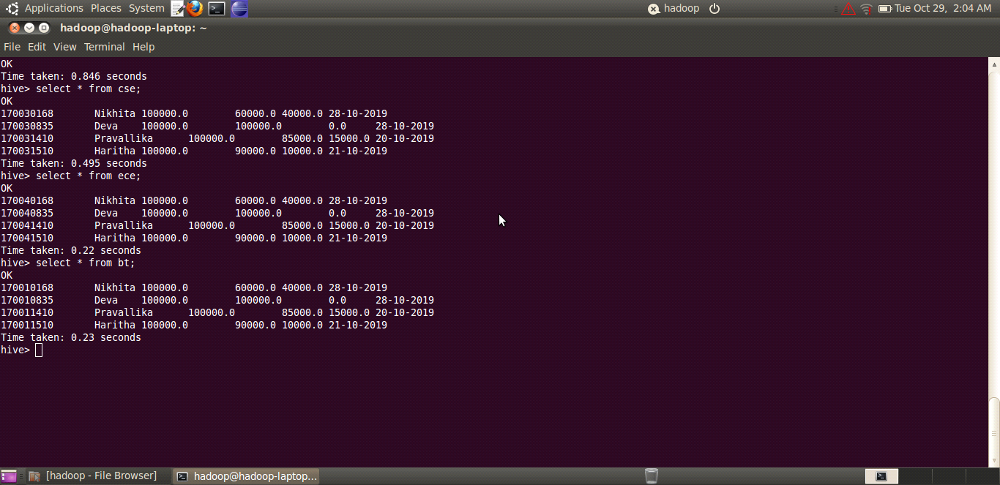 Applications Places System hadoop Tue Oct 29, 2:04 AM
hadoop@hadoop-laptop: ~
File Edit View Terminal Help
OK
Time taken: 0.846 seconds
hive> select * from cse;
OK
170030168 Nikhita 100000.0 60000.0 40000.0 28-10-2019
170030835 Deva 100000.0 100000.0 0.0 28-10-2019
170031410 Pravallika 100000.0 85000.0 15000.0 20-10-2019
170031510 Haritha 100000.0 90000.0 10000.0 21-10-2019
Time taken: 0.495 seconds
hive> select * from ece;
OK
170040168 Nikhita 100000.0 60000.0 40000.0 28-10-2019
170040835 Deva 100000.0 100000.0 0.0 28-10-2019
170041410 Pravallika 100000.0 85000.0 15000.0 20-10-2019
170041510 Haritha 100000.0 90000.0 10000.0 21-10-2019
Time taken: 0.22 seconds
hive> select * from bt;
OK
170010168 Nikhita 100000.0 60000.0 40000.0 28-10-2019
170010835 Deva 100000.0 100000.0 0.0 28-10-2019
170011410 Pravallika 100000.0 85000.0 15000.0 20-10-2019
170011510 Haritha 100000.0 90000.0 10000.0 21-10-2019
Time taken: 0.23 seconds
hive>
[hadoop - File Browser] hadoop@hadoop-laptop...